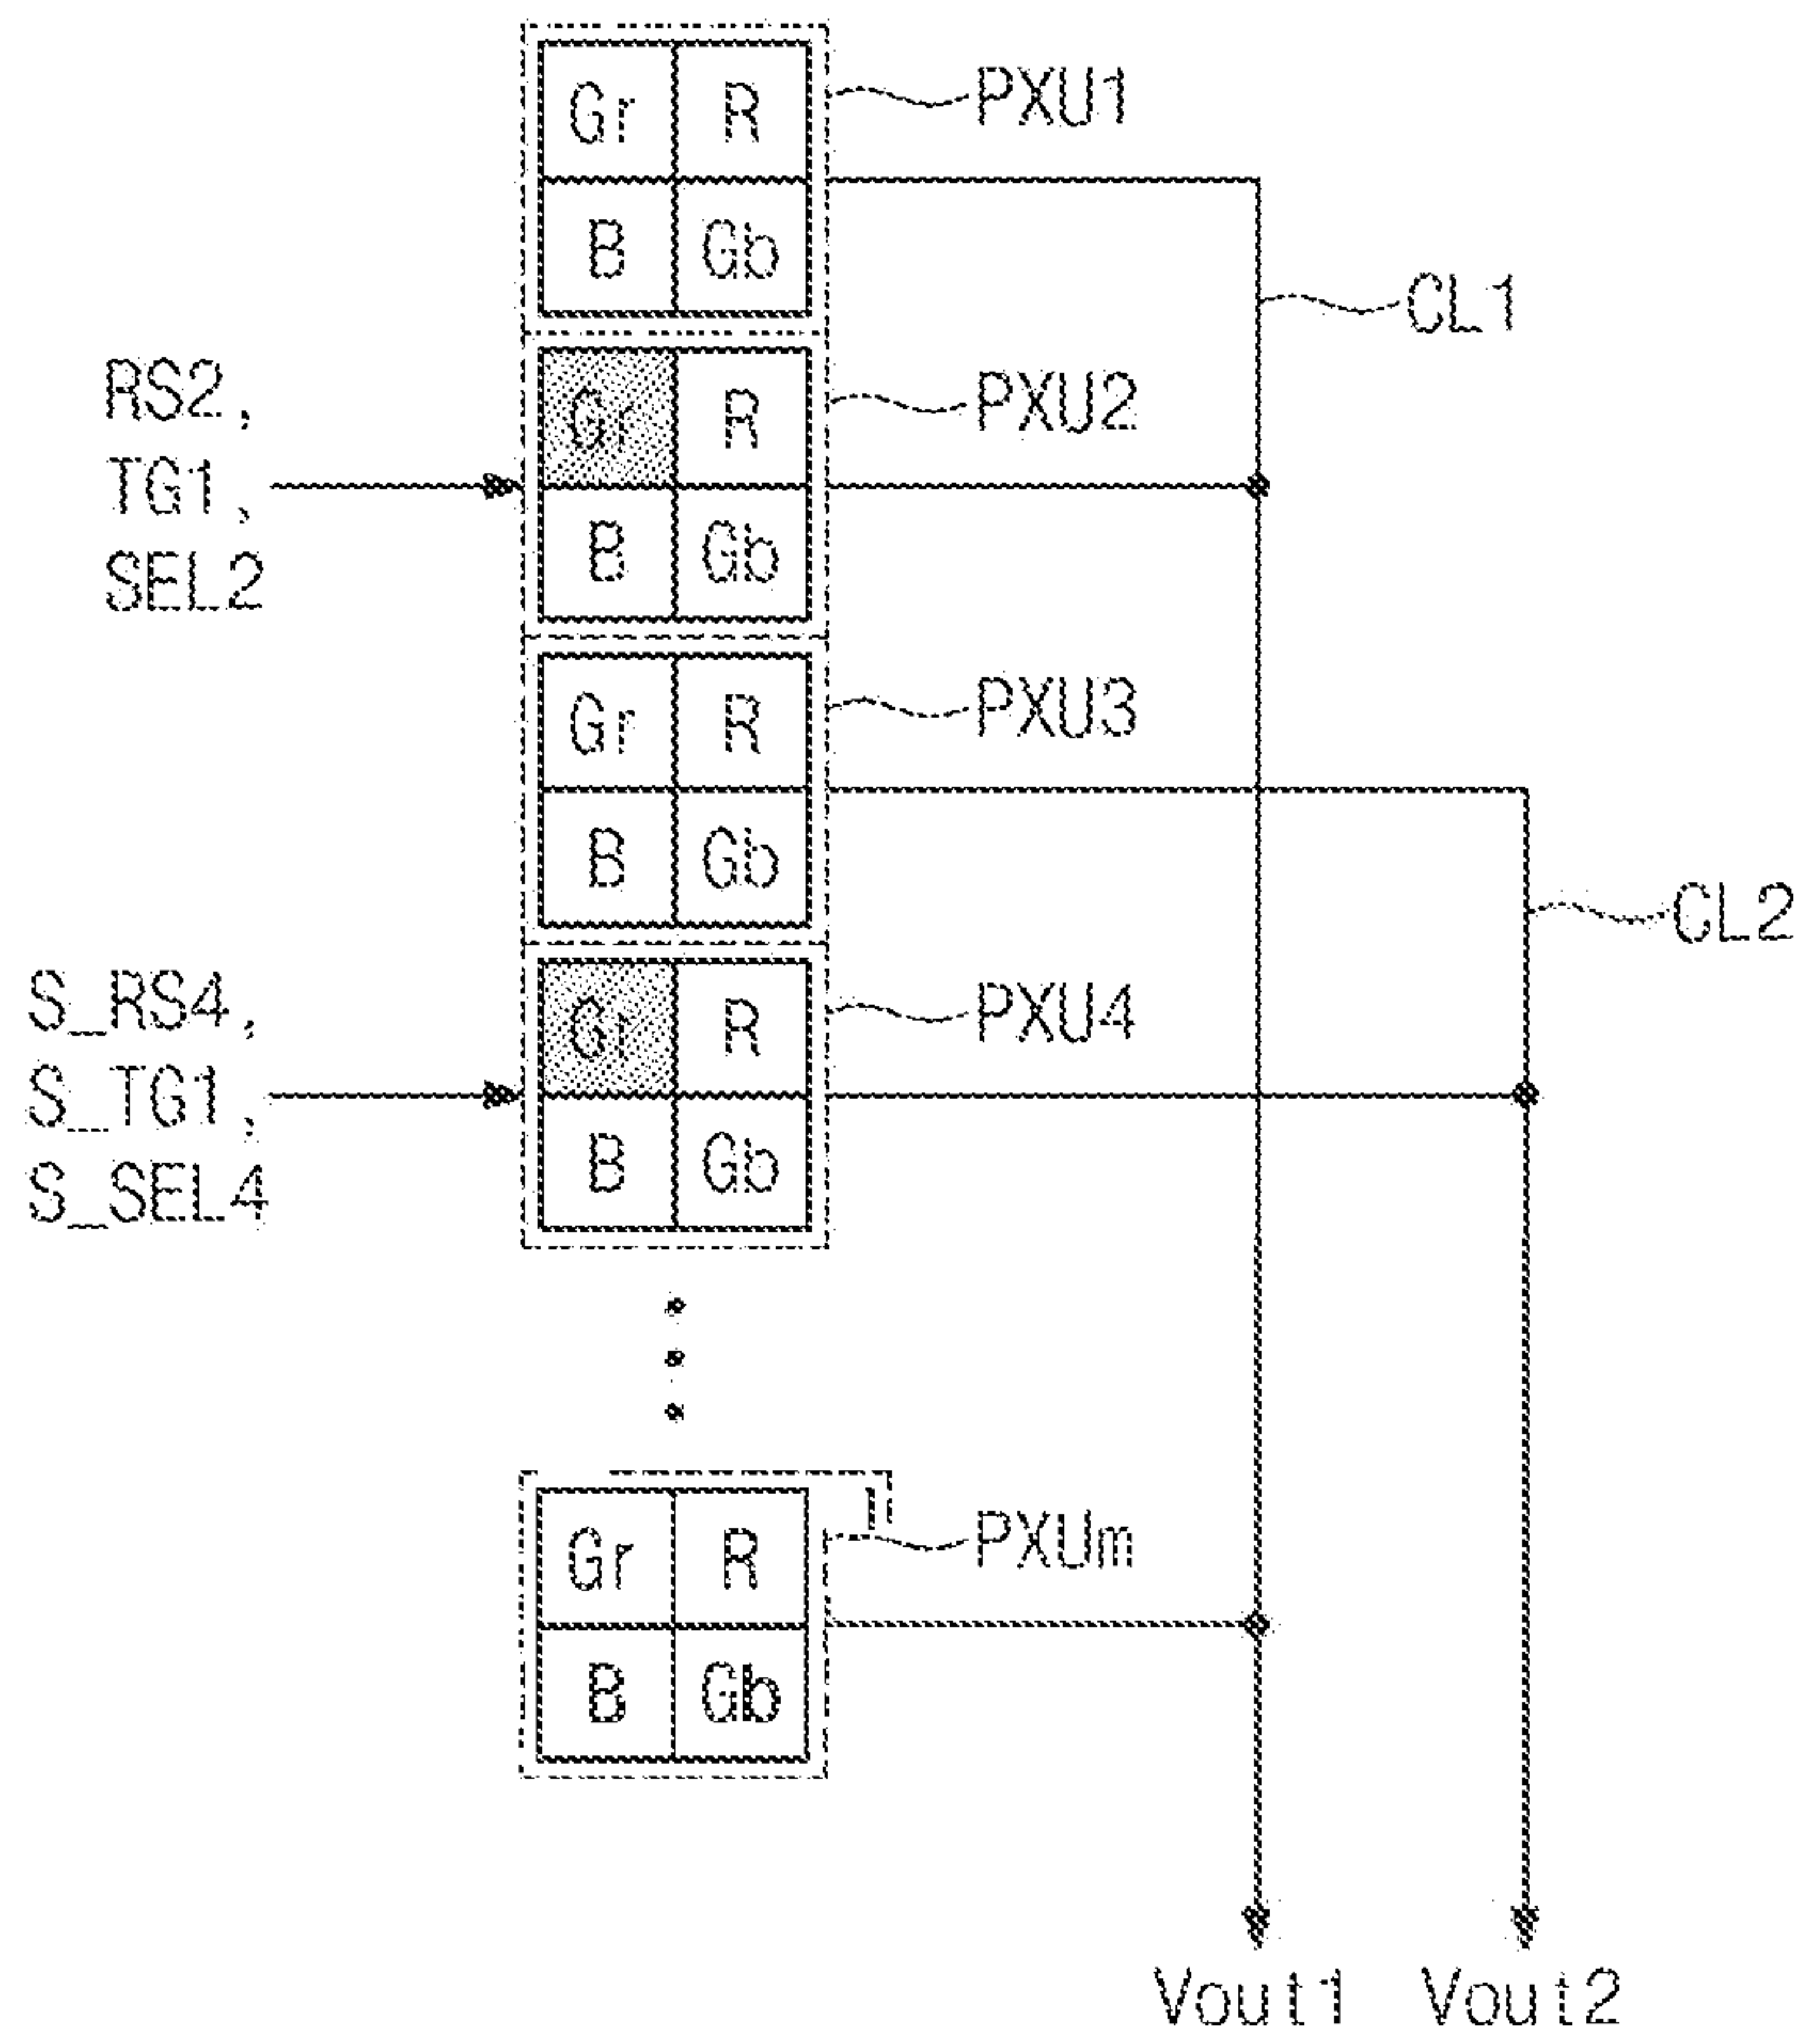 Gr R PXU1
B Gb
CL1
RS2,
TG1,
SEL2
Gr R PXU2
B Gb
Gr R PXU3
B Gb
CL2
S_RS4,
S_TG1,
S_SEL4
Gr R PXU4
B Gb
Gr R PXUm
B Gb
Vout1 Vout2